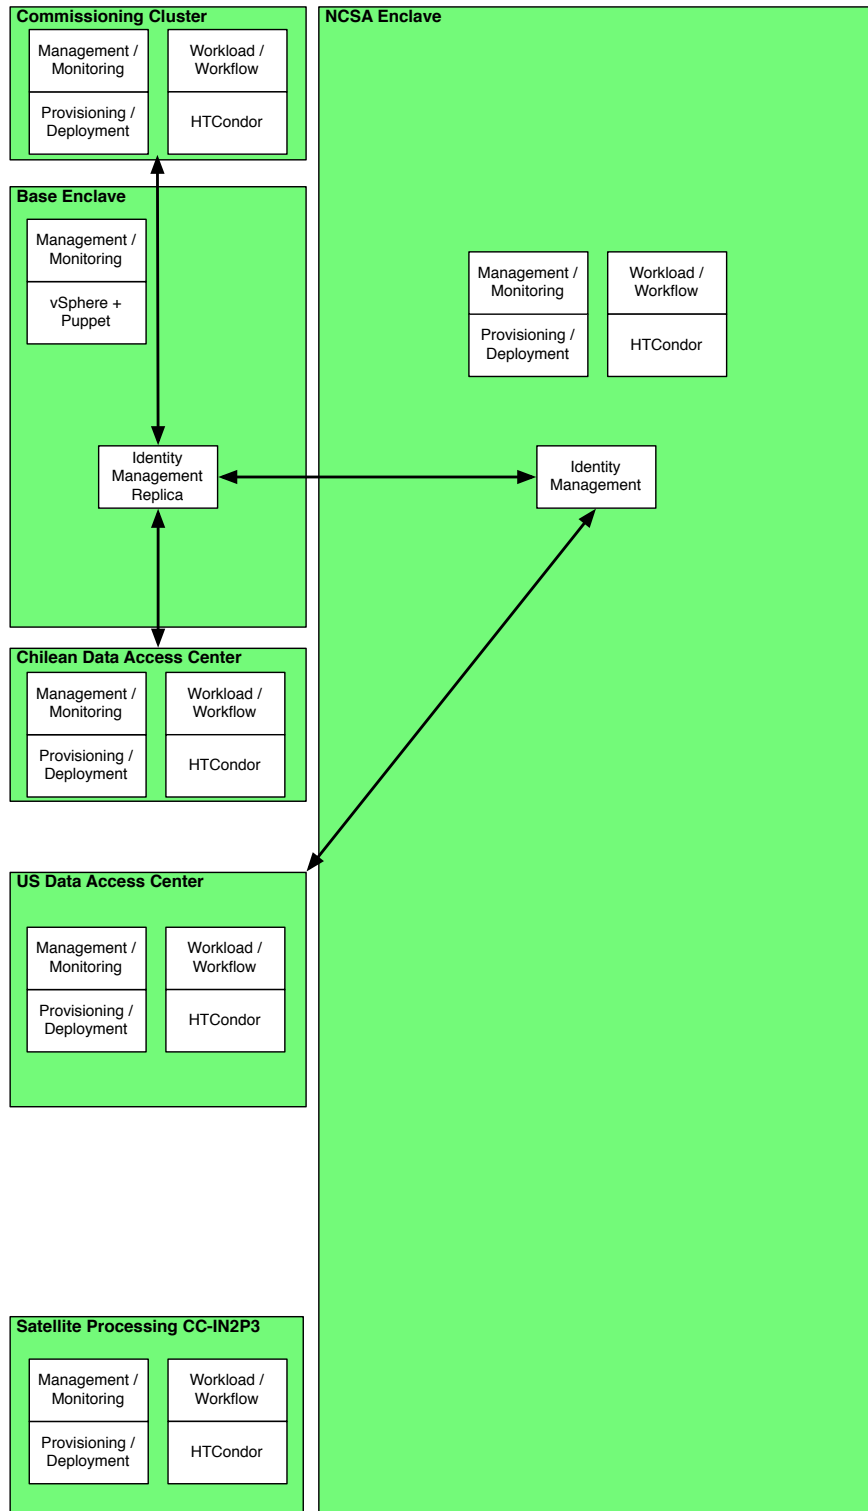 Commissioning Cluster
Management /
Monitoring
Provisioning /
Deployment
Workload /
Workflow
HTCondor
NCSA Enclave
Management /
Monitoring
Provisioning /
Deployment
Workload /
Workflow
HTCondor
Identity
Management
Base Enclave
Management /
Monitoring
vSphere +
Puppet
Identity
Management
Replica
Chilean Data Access Center
Management /
Monitoring
Provisioning /
Deployment
Workload /
Workflow
HTCondor
US Data Access Center
Management /
Monitoring
Provisioning /
Deployment
Workload /
Workflow
HTCondor
Satellite Processing CC-IN2P3
Management /
Monitoring
Provisioning /
Deployment
Workload /
Workflow
HTCondor